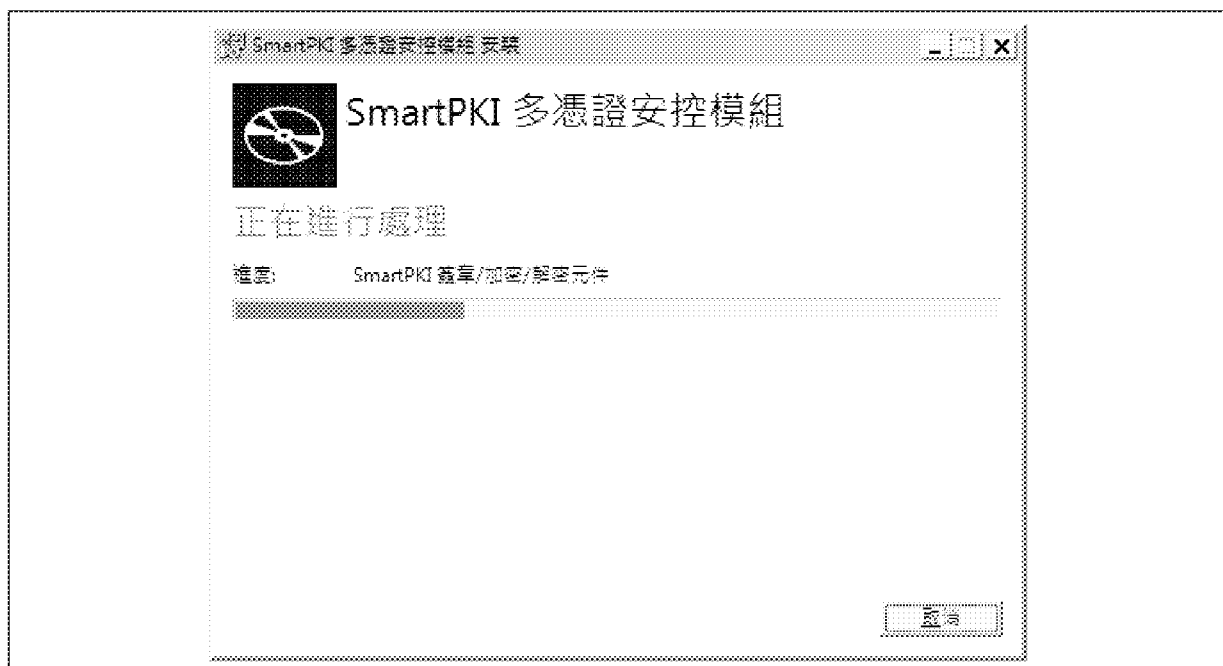 SmartPKI 多憑證安控模組 安裝
SmartPKI 多憑證安控模組
正在進行處理
進度: SmartPKI 簽章/加密/解密元件
取消